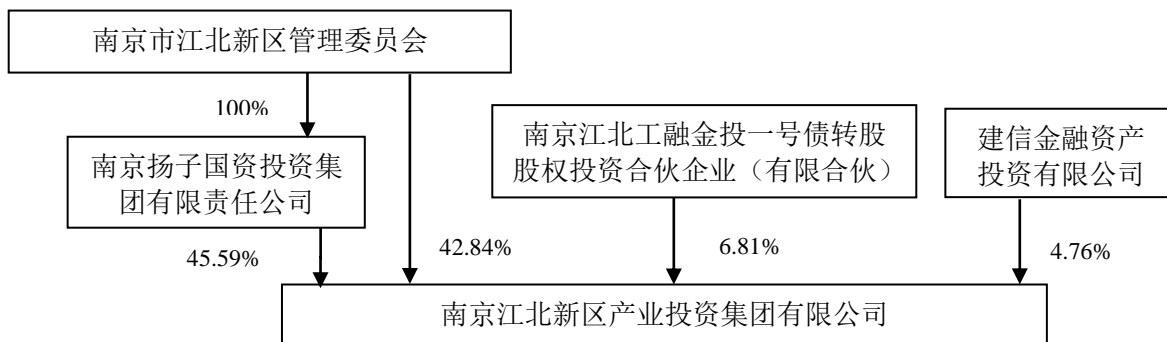 南京市江北新区管理委员会
100%
南京扬子国资投资集
团有限责任公司
南京江北工融金投一号债转股
股权投资合伙企业（有限合伙）
建信金融资产
投资有限公司
45.59%
42.84%
6.81%
4.76%
南京江北新区产业投资集团有限公司